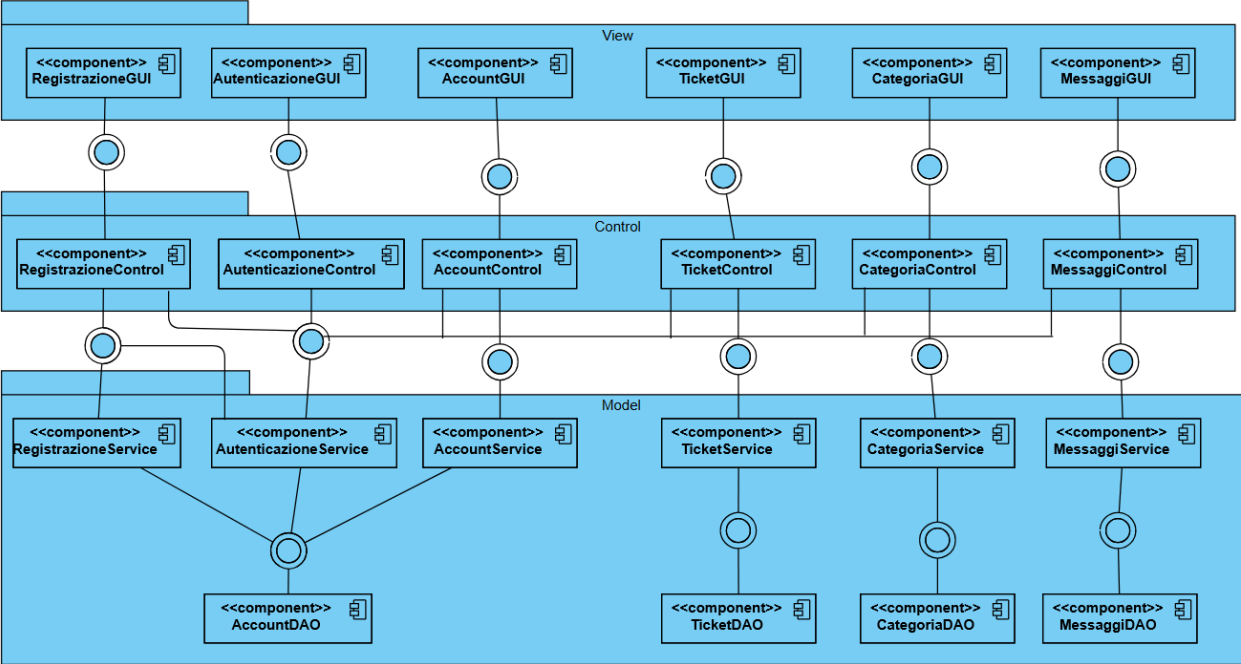 View
<<component>>
RegistrazioneGUI
<<component>>
AutenticazioneGUI
<<component>>
AccountGUI
<<component>>
TicketGUI
<<component>>
CategoriaGUI
<<component>>
MessaggiGUI
Control
<<component>>
RegistrazioneControl
<<component>>
AutenticazioneControl
<<component>>
AccountControl
<<component>>
TicketControl
<<component>>
CategoriaControl
<<component>>
MessaggiControl
Model
<<component>>
RegistrazioneService
<<component>>
AutenticazioneService
<<component>>
AccountService
<<component>>
TicketService
<<component>>
CategoriaService
<<component>>
MessaggiService
<<component>>
AccountDAO
<<component>>
TicketDAO
<<component>>
CategoriaDAO
<<component>>
MessaggiDAO